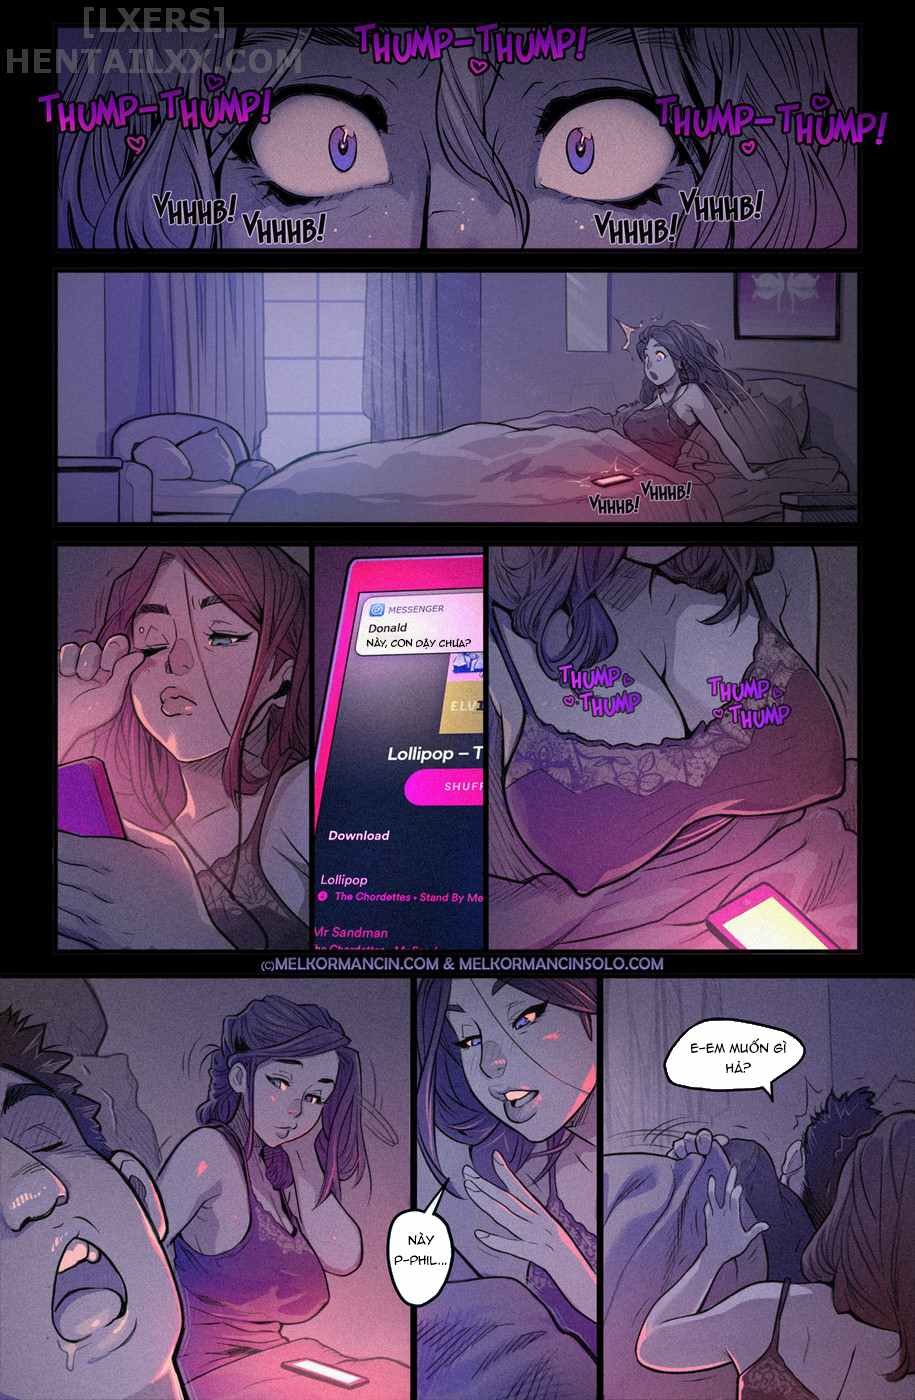 [LXERS]
HENTAILXX.COM
THUMP-THUMP!
THUMP-THUMP!
THUMP-THUMP!
VHHHB!
VHHHB!
VHHHB!
VHHHB!
VHHHB!
VHHHB!
MESSENGER
Donald
NÀY, CON DẬY CHƯA?
ELVI
Lollipop – T
SHUFF
Download
Lollipop
The Chordettes • Stand By Me
Mr Sandman
THUMP
THUMP
THUMP
THUMP
©MELKORMANCIN.COM & MELKORMANCINSOLO.COM
NÀY
P-PHIL...
E-EM MUỐN GÌ
HẢ?